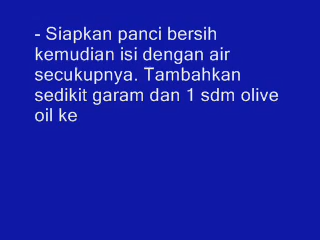 - Siapkan panci bersih
kemudian isi dengan air
secukupnya. Tambahkan
sedikit garam dan 1 sdm olive
oil ke